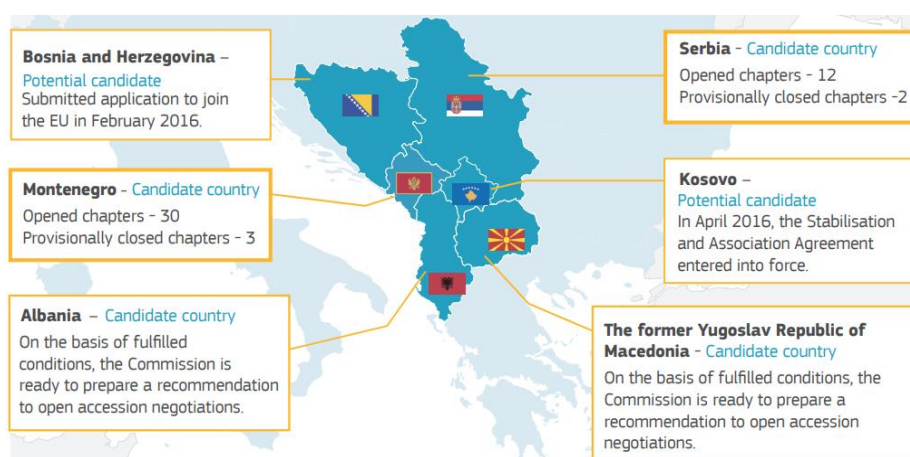 Bosnia and Herzegovina –
Potential candidate
Submitted application to join
the EU in February 2016.
Serbia - Candidate country
Opened chapters - 12
Provisionally closed chapters -2
Montenegro - Candidate country
Opened chapters - 30
Provisionally closed chapters - 3
Kosovo –
Potential candidate
In April 2016, the Stabilisation
and Association Agreement
entered into force.
Albania – Candidate country
On the basis of fulfilled
conditions, the Commission is
ready to prepare a recommendation
to open accession negotiations.
The former Yugoslav Republic of
Macedonia - Candidate country
On the basis of fulfilled conditions, the
Commission is ready to prepare a
recommendation to open accession
negotiations.